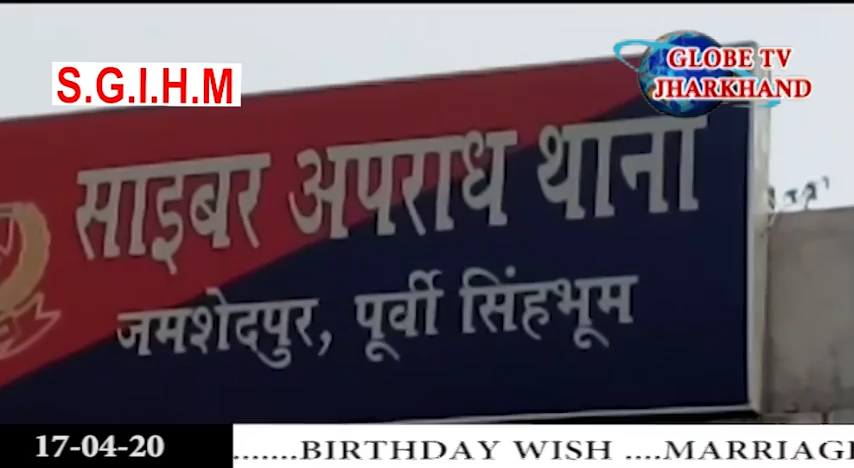 S.G.I.H.M
GLOBE TV
JHARKHAND
साइबर अपराध थाना
जमशेदपुर, पूर्वी सिंहभूम
17-04-20
.......BIRTHDAY WISH ....MARRIAGE